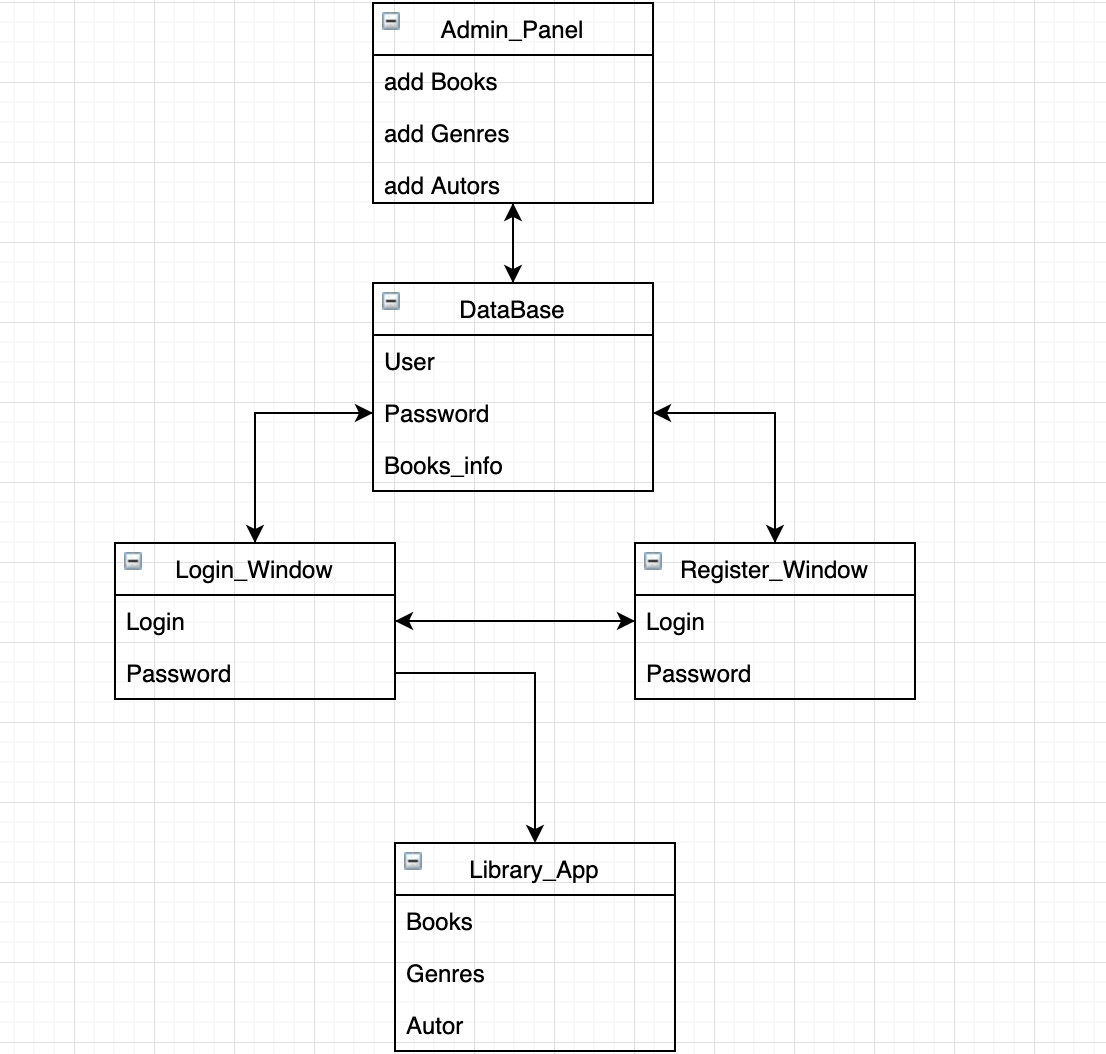 Admin_Panel
add Books
add Genres
add Autors
DataBase
User
Password
Books_info
Login_Window
Login
Password
Register_Window
Login
Password
Library_App
Books
Genres
Autor